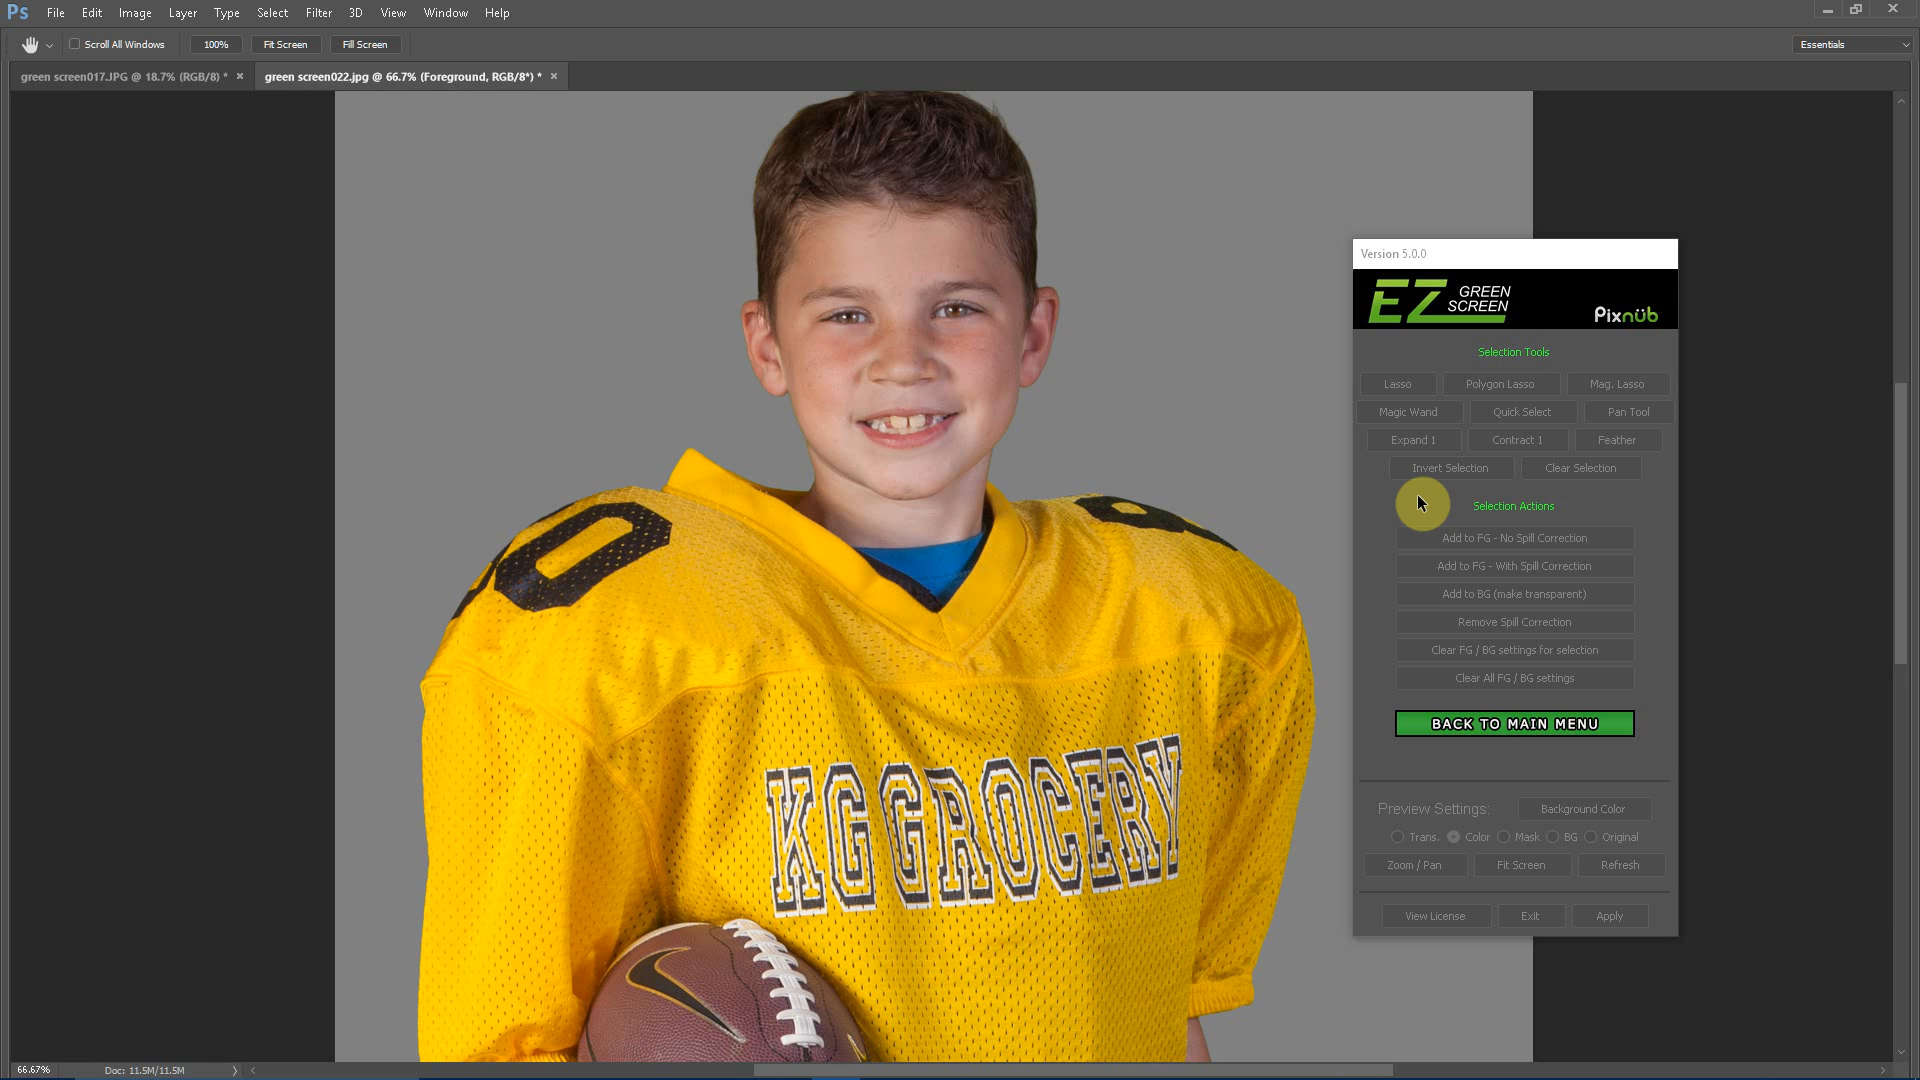 Ps File Edit Image Layer Type Select Filter 3D View Window Help
Scroll All Windows 100% Fit Screen Fill Screen Essentials
green screen017.JPG @ 18.7% (RGB/8) * × green screen022.jpg @ 66.7% (Foreground, RGB/8*) * ×
Version 5.0.0
EZ GREEN SCREEN Pixnüb
Selection Tools
Lasso Polygon Lasso Mag. Lasso
Magic Wand Quick Select Pan Tool
Expand 1 Contract 1 Feather
Invert Selection Clear Selection
Selection Actions
Add to FG - No Spill Correction
Add to FG - With Spill Correction
Add to BG (make transparent)
Remove Spill Correction
Clear FG / BG settings for selection
Clear All FG / BG settings
BACK TO MAIN MENU
Preview Settings: Background Color
Trans. Color Mask BG Original
Zoom / Pan Fit Screen Refresh
View License Exit Apply
0
KG GROCERY
66.67% Doc: 11.5M/11.5M